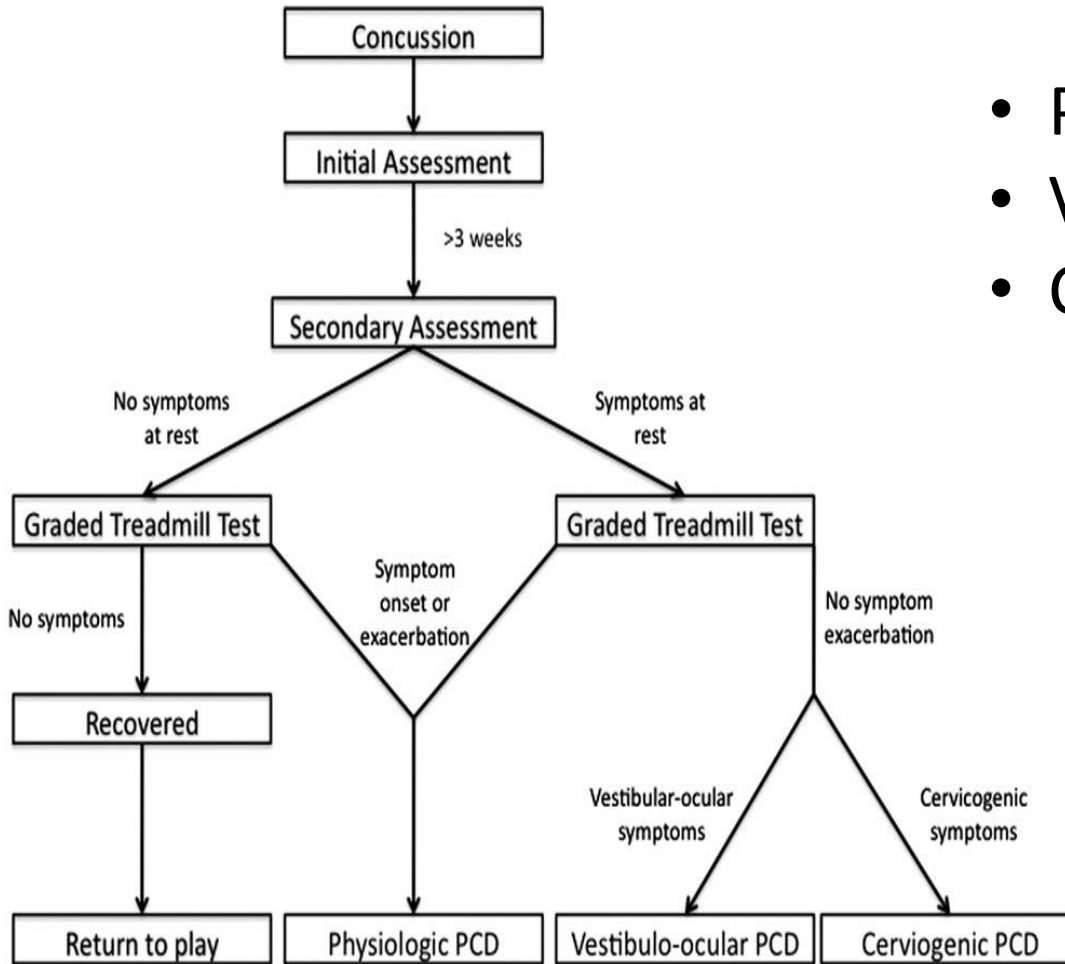 Concussion
Initial Assessment
>3 weeks
Secondary Assessment
No symptoms
at rest
Symptoms at
rest
Graded Treadmill Test
Graded Treadmill Test
Symptom
onset or
exacerbation
No symptoms
No symptom
exacerbation
Recovered
Vestibular-ocular
symptoms
Cervicogenic
symptoms
Return to play
Physiologic PCD
Vestibulo-ocular PCD
Cerviogenic PCD